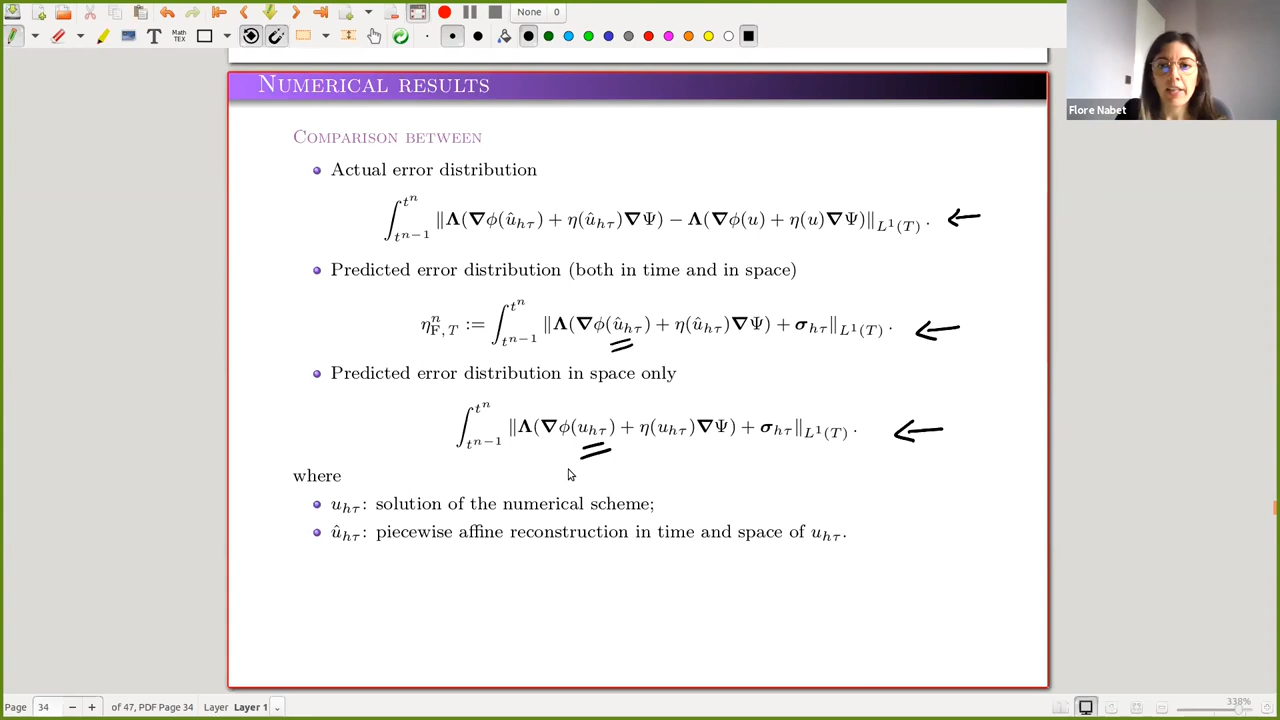 None 0
T Math TEX
Flore Nabet
Numerical results
Comparison between
Actual error distribution
∫_{t^{n−1}}^{t^n} ‖Λ(∇ϕ(û_{hτ}) + η(û_{hτ})∇Ψ) − Λ(∇ϕ(u) + η(u)∇Ψ)‖_{L^1(T)} .
Predicted error distribution (both in time and in space)
η^n_{F, T} := ∫_{t^{n−1}}^{t^n} ‖Λ(∇ϕ(û_{hτ}) + η(û_{hτ})∇Ψ) + σ_{hτ}‖_{L^1(T)} .
Predicted error distribution in space only
∫_{t^{n−1}}^{t^n} ‖Λ(∇ϕ(u_{hτ}) + η(u_{hτ})∇Ψ) + σ_{hτ}‖_{L^1(T)} .
where
u_{hτ}: solution of the numerical scheme;
û_{hτ}: piecewise affine reconstruction in time and space of u_{hτ}.
Page 34 of 47, PDF Page 34 Layer Layer 1 338%